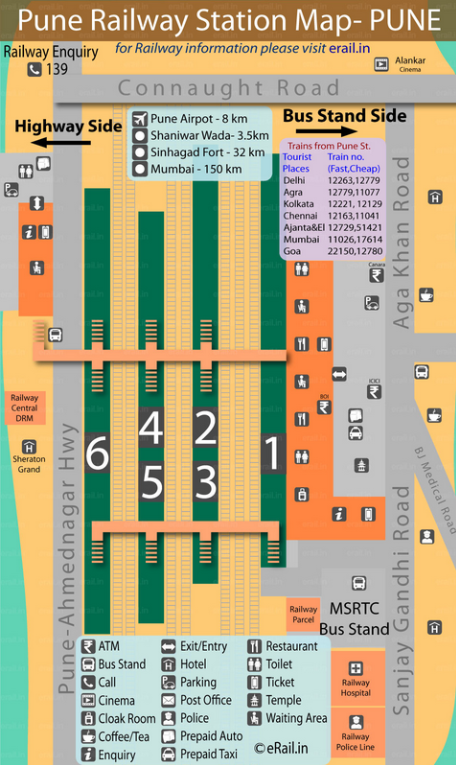 Pune Railway Station Map- PUNE
Railway Enquiry
139
for Railway information please visit erail.in
Alankar
Cinema
Connaught Road
Highway Side
Bus Stand Side
Pune Airpot - 8 km
Shaniwar Wada- 3.5km
Sinhagad Fort - 32 km
Mumbai - 150 km
Trains from Pune St.
Tourist Train no.
Places (Fast,Cheap)
Delhi 12263,12779
Agra 12779,11077
Kolkata 12221, 12129
Chennai 12163,11041
Ajanta&El 12729,51421
Mumbai 11026,17614
Goa 22150,12780
Canara
Aga Khan Road
ICICI
BOI
Railway
Central
DRM
Sheraton
Grand
6
4
5
2
3
1
BJ Medical Road
Pune-Ahmednagar Hwy
Sanjay Gandhi Road
MSRTC
Bus Stand
Railway
Parcel
Railway
Hospital
Railway
Police Line
ATM
Bus Stand
Call
Cinema
Cloak Room
Coffee/Tea
Enquiry
Exit/Entry
Hotel
Parking
Post Office
Police
Prepaid Auto
Prepaid Taxi
Restaurant
Toilet
Ticket
Temple
Waiting Area
©eRail.in